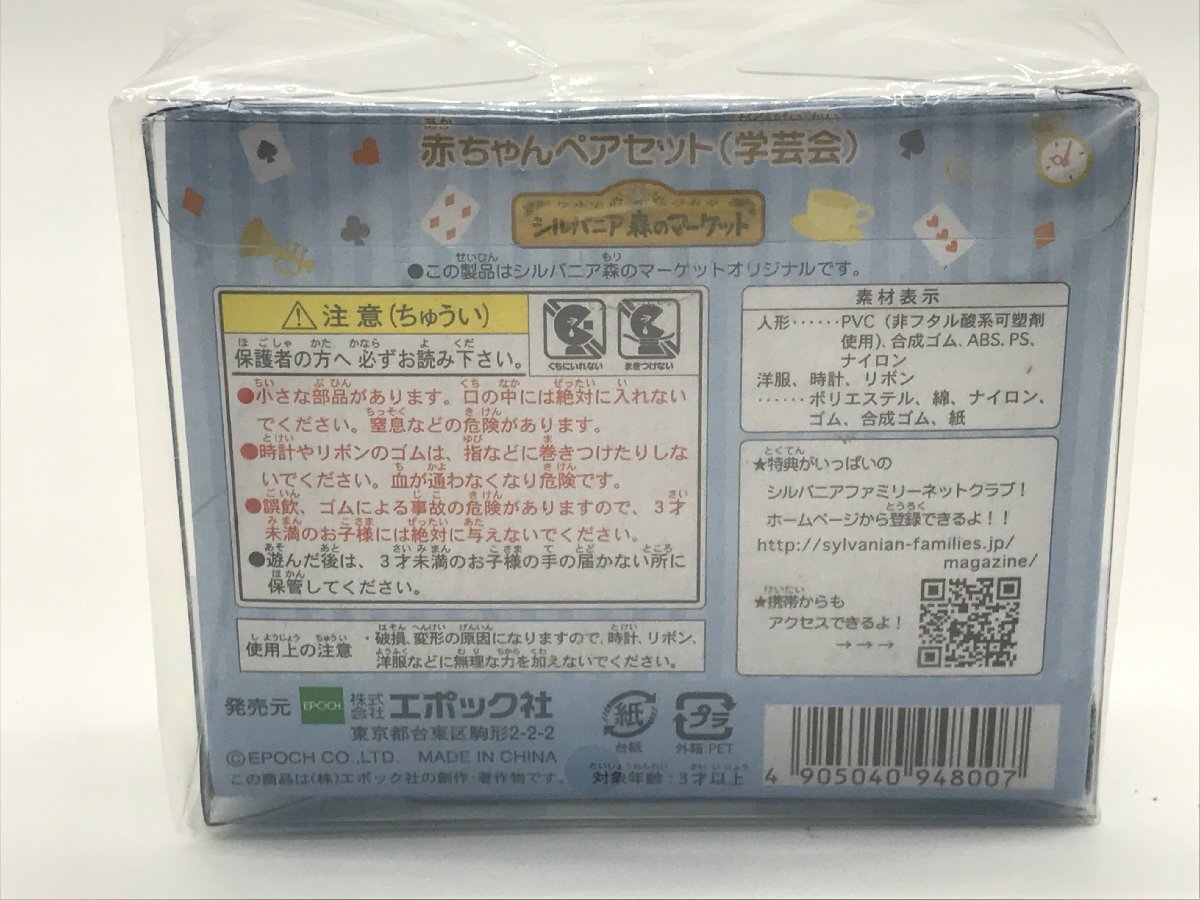 赤ちゃんペアセット(学芸会)
シルバニア森のマーケット
●この製品はシルバニア森のマーケットオリジナルです。
⚠注意(ちゅうい)
くちにいれない
まきつけない
保護者の方へ 必ずお読み下さい。
●小さな部品があります。口の中には絶対に入れない
でください。窒息などの危険があります。
●時計やリボンのゴムは、指などに巻きつけたりしな
いでください。血が通わなくなり危険です。
●誤飲、ゴムによる事故の危険がありますので、3才
未満のお子様には絶対に与えないでください。
●遊んだ後は、3才未満のお子様の手の届かない所に
保管してください。
使用上の注意
・破損、変形の原因になりますので、時計、リボン、
洋服などに無理な力を加えないでください。
素材表示
人形……PVC(非フタル酸系可塑剤
使用)、合成ゴム、ABS、PS、
ナイロン
洋服、時計、リボン
……ポリエステル、綿、ナイロン、
ゴム、合成ゴム、紙
★特典がいっぱいの
シルバニアファミリーネットクラブ!
ホームページから登録できるよ!!
http://sylvanian-families.jp/
magazine/
★携帯からも
アクセスできるよ!
→→→
発売元 EPOCH 株式会社 エポック社
東京都台東区駒形2-2-2
©EPOCH CO.,LTD. MADE IN CHINA
この商品は(株)エポック社の創作・著作物です。
紙
台紙
プラ
外箱:PET
対象年齢:3才以上
4 905040 948007